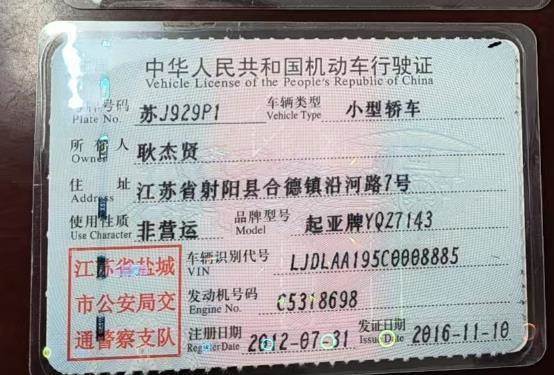 中华人民共和国机动车行驶证
Vehicle License of the People's Republic of China
号码 苏J929P1 车辆类型 小型轿车
Plate No. Vehicle Type
所有人 耿杰贤
Owner
住址 江苏省射阳县合德镇沿河路7号
Address
使用性质 非营运 品牌型号 起亚牌YQZ7143
Use Character Model
江苏省盐城
市公安局交
通警察支队
车辆识别代号 LJDLAA195C0008885
VIN
发动机号码 C5318698
Engine No.
注册日期 2012-07-31 发证日期 2016-11-10
Register Date Issue Date